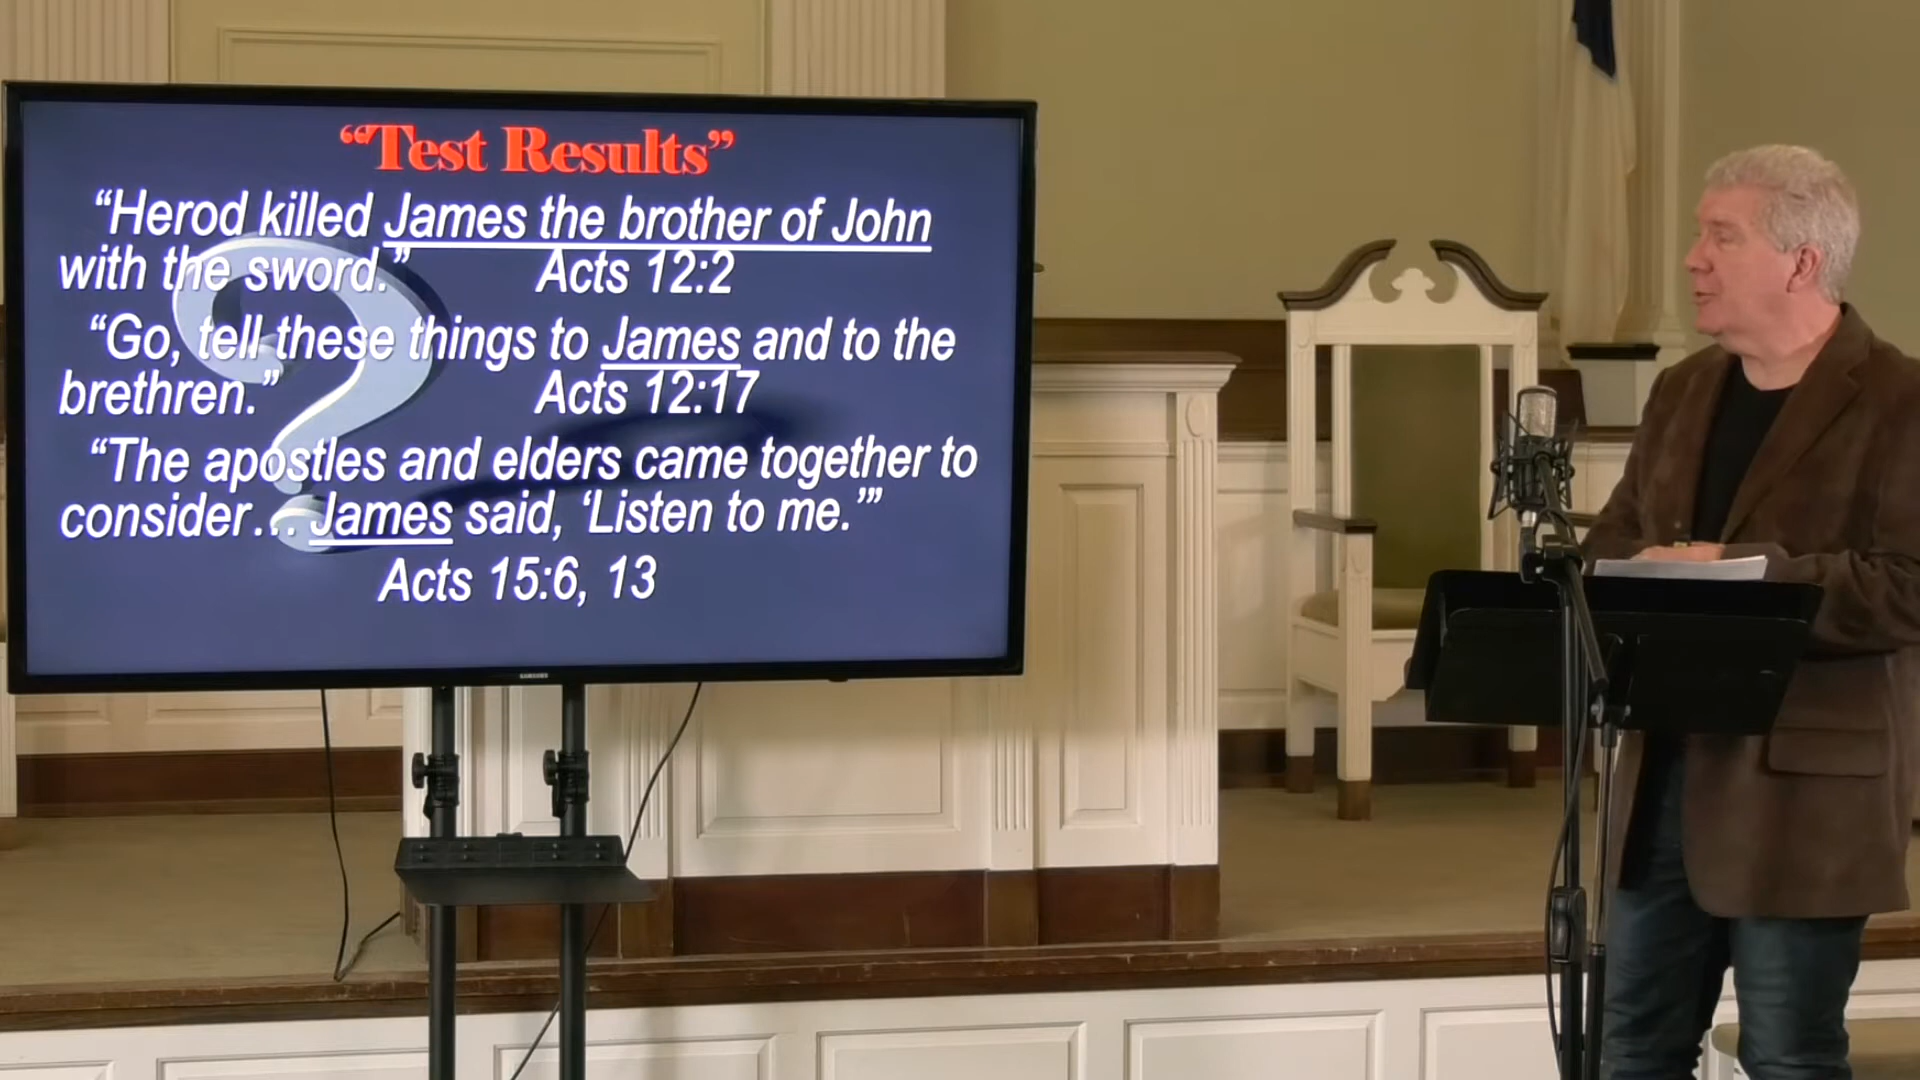 “Test Results”
“Herod killed James the brother of John
with the sword.” Acts 12:2
“Go, tell these things to James and to the
brethren.” Acts 12:17
“The apostles and elders came together to
consider... James said, ‘Listen to me.’”
Acts 15:6, 13
SAMSUNG